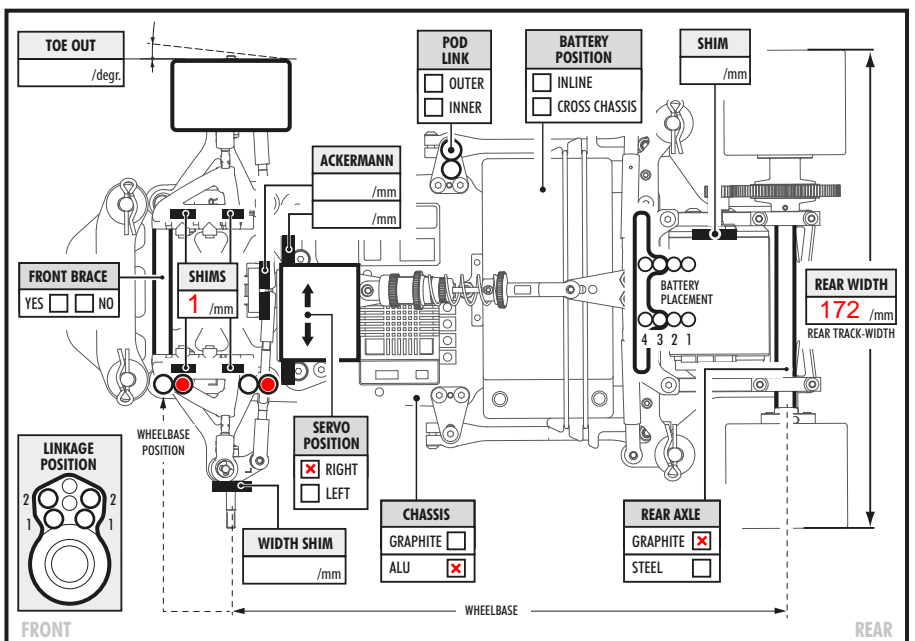 TOE OUT
/degr.
POD
LINK
OUTER
INNER
BATTERY
POSITION
INLINE
CROSS CHASSIS
SHIM
/mm
ACKERMANN
/mm
/mm
FRONT BRACE
YES NO
SHIMS
1 /mm
BATTERY
PLACEMENT
4 3 2 1
REAR WIDTH
172 /mm
REAR TRACK-WIDTH
WHEELBASE
POSITION
SERVO
POSITION
RIGHT
LEFT
LINKAGE
POSITION
2 2
1 1
WIDTH SHIM
/mm
CHASSIS
GRAPHITE
ALU
REAR AXLE
GRAPHITE
STEEL
WHEELBASE
FRONT
REAR
R
L